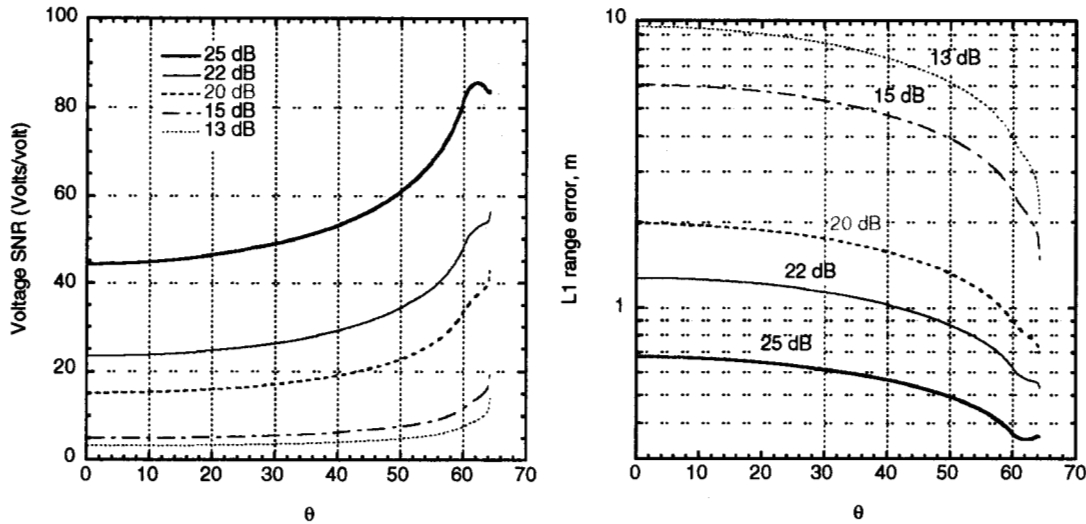 100
80
60
40
20
0
Voltage SNR (Volts/volt)
25 dB
22 dB
20 dB
15 dB
13 dB
0 10 20 30 40 50 60 70
θ
10
1
L1 range error, m
13 dB
15 dB
20 dB
22 dB
25 dB
0 10 20 30 40 50 60 70
θ